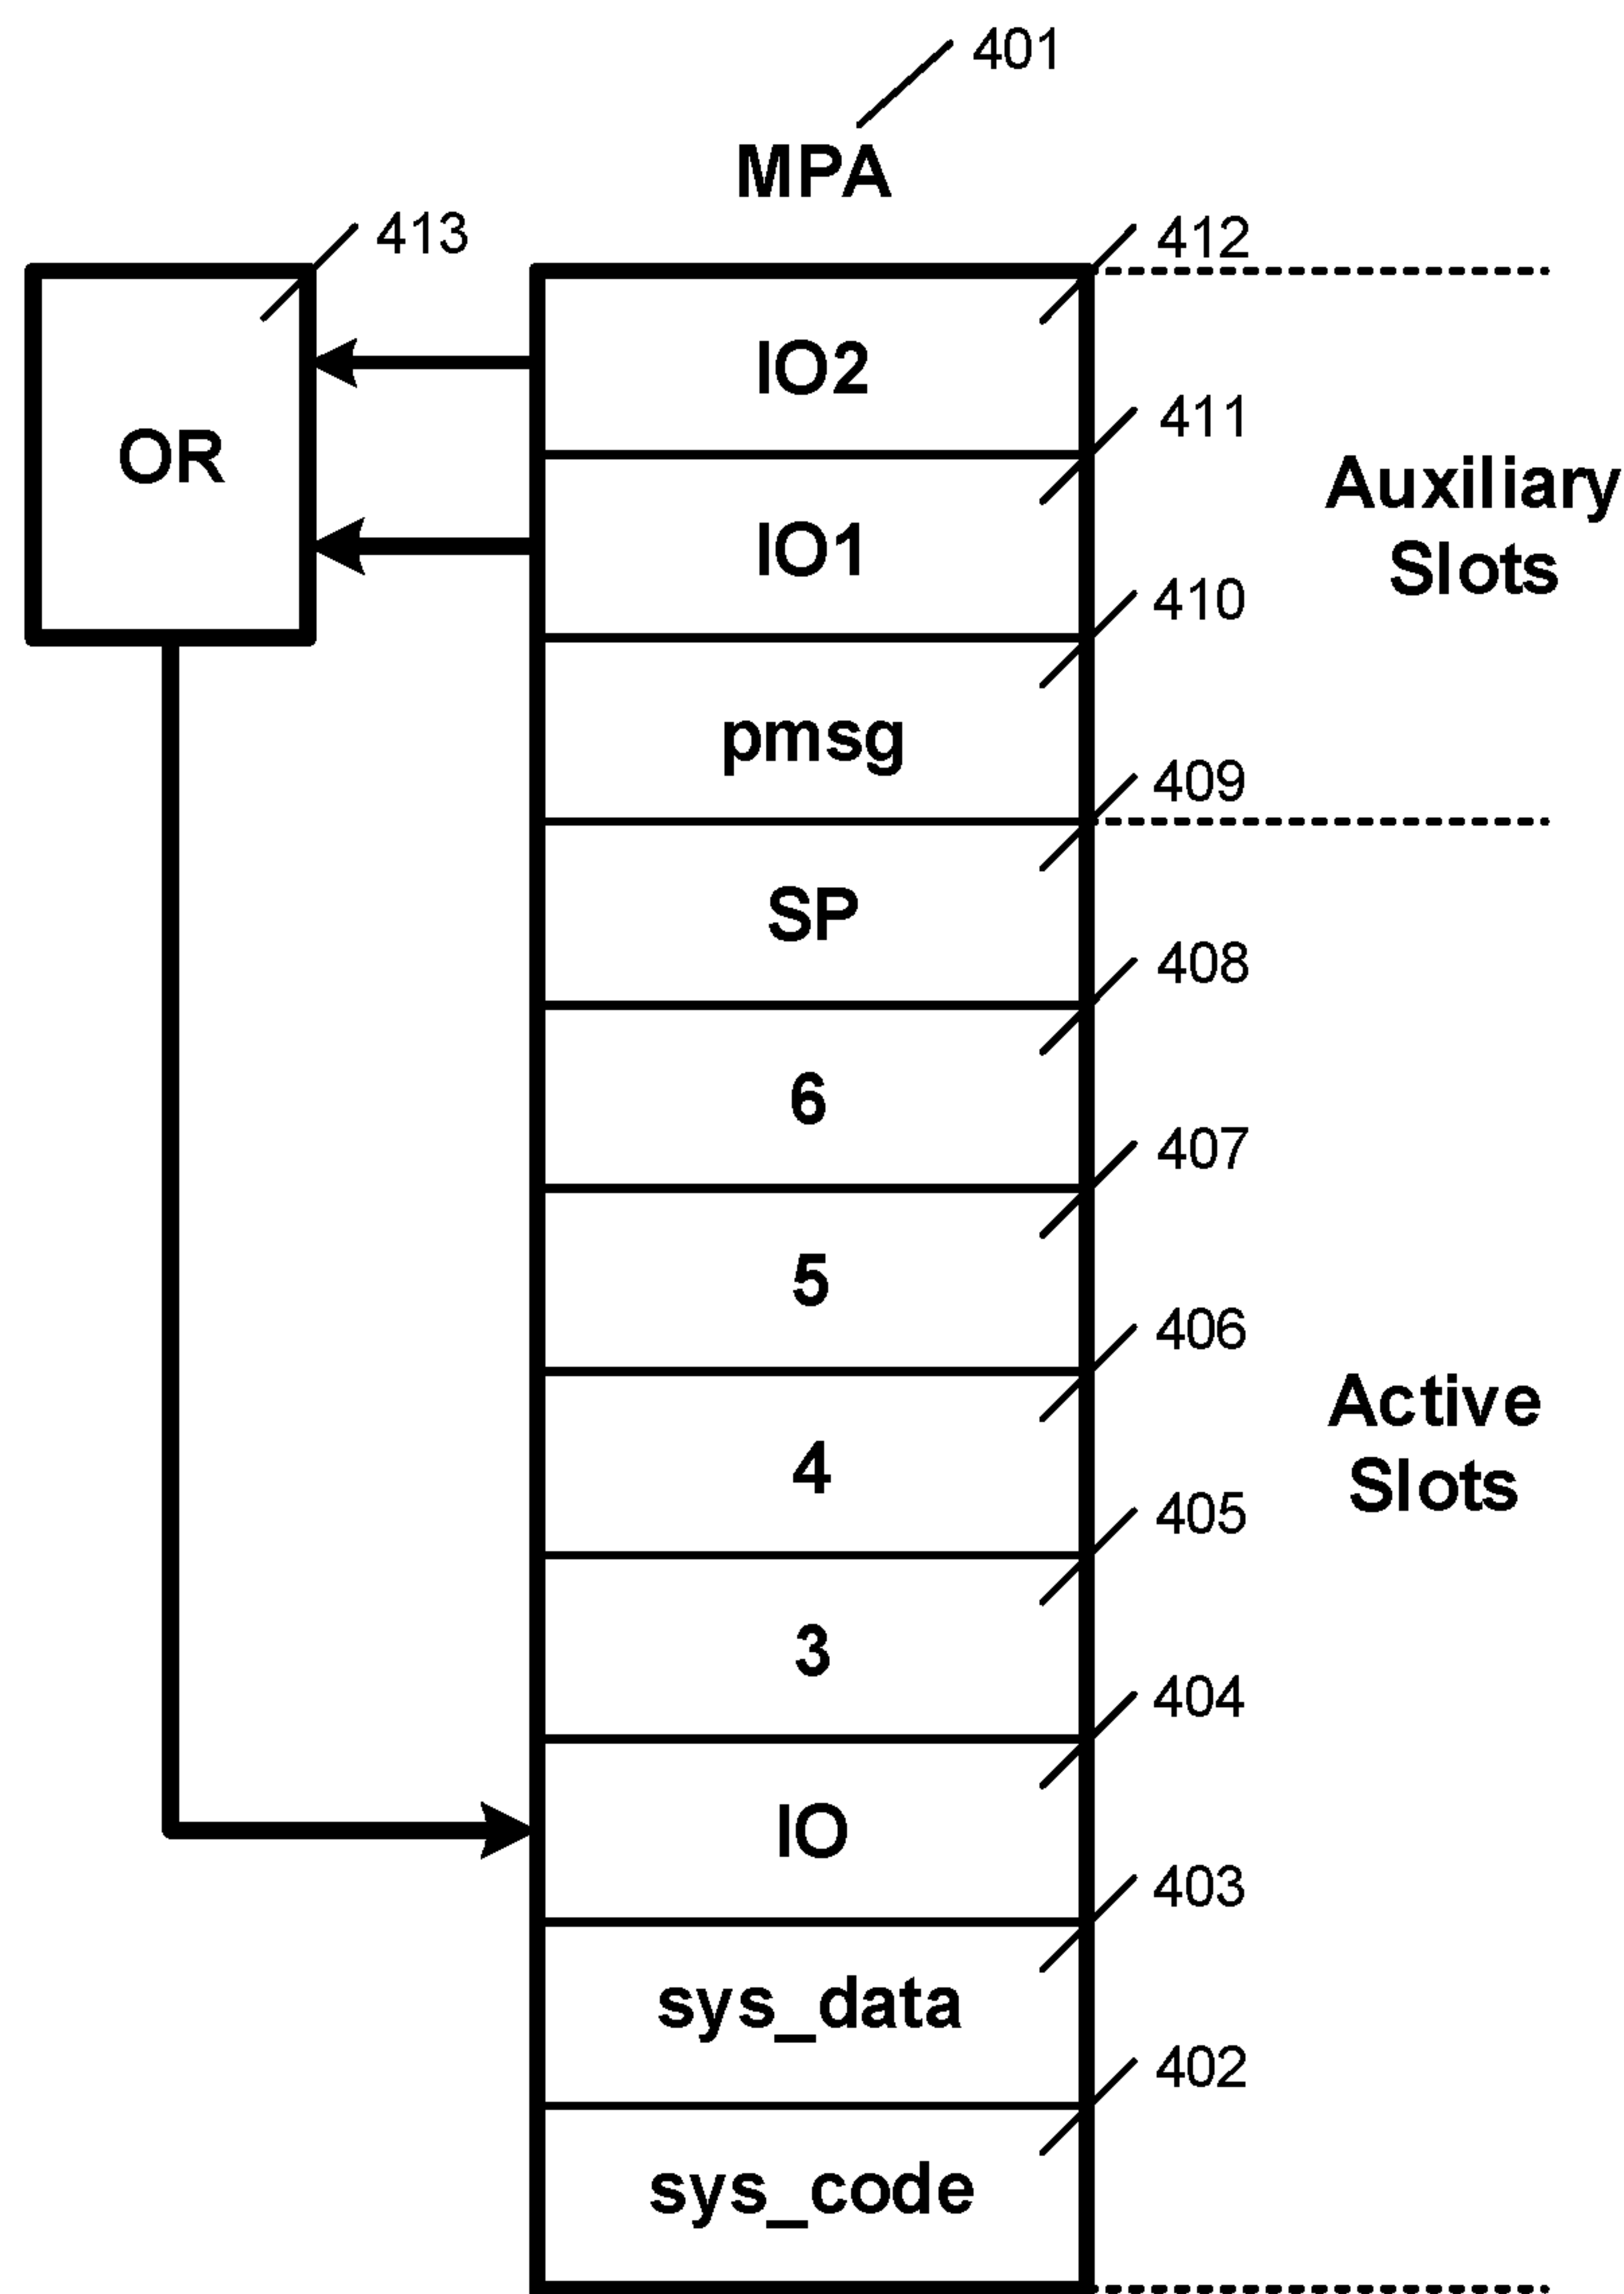 401
MPA
413
412
IO2
OR
411
Auxiliary
Slots
IO1
410
pmsg
409
SP
408
6
407
5
406
Active
Slots
4
405
3
404
IO
403
sys_data
402
sys_code